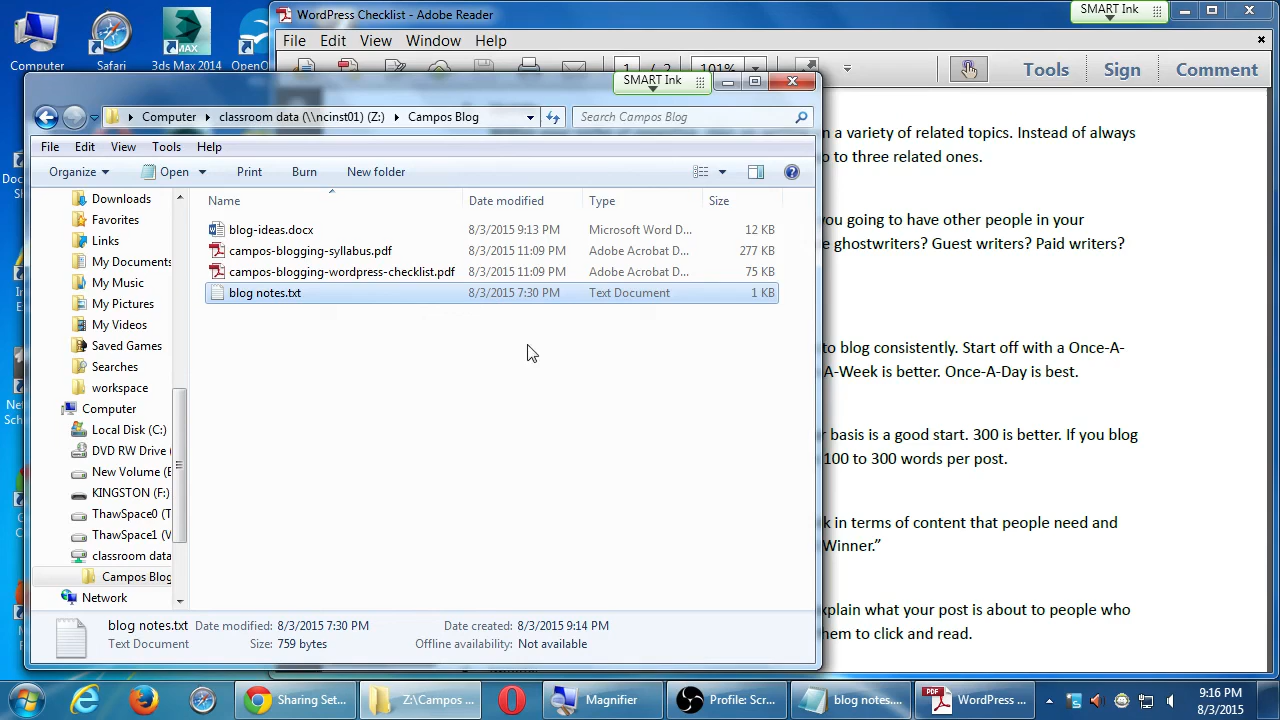 Computer
Safari
3ds Max 2014
WordPress Checklist - Adobe Reader
SMART Ink
File Edit View Window Help
1 / 2 101%
Tools Sign Comment
SMART Ink
Computer classroom data (\\ncinst01) (Z:) Campos Blog
Search Campos Blog
File Edit View Tools Help
Organize Open Print Burn New folder
Name Date modified Type Size
blog-ideas.docx 8/3/2015 9:13 PM Microsoft Word D... 12 KB
campos-blogging-syllabus.pdf 8/3/2015 11:09 PM Adobe Acrobat D... 277 KB
campos-blogging-wordpress-checklist.pdf 8/3/2015 11:09 PM Adobe Acrobat D... 75 KB
blog notes.txt 8/3/2015 7:30 PM Text Document 1 KB
Downloads
Favorites
Links
My Documents
My Music
My Pictures
My Videos
Saved Games
Searches
workspace
Computer
Local Disk (C:)
DVD RW Drive
New Volume (E
KINGSTON (F:)
ThawSpace0 (T
ThawSpace1 (V
classroom data
Campos Blog
Network
blog notes.txt Date modified: 8/3/2015 7:30 PM Date created: 8/3/2015 9:14 PM
Text Document Size: 759 bytes Offline availability: Not available
n a variety of related topics. Instead of always
o to three related ones.
you going to have other people in your
e ghostwriters? Guest writers? Paid writers?
to blog consistently. Start off with a Once-A-
A-Week is better. Once-A-Day is best.
r basis is a good start. 300 is better. If you blog
100 to 300 words per post.
k in terms of content that people need and
Winner.”
xplain what your post is about to people who
hem to click and read.
Sharing Set... Z:\Campos ... Magnifier Profile: Scr... blog notes.... WordPress ...
9:16 PM
8/3/2015